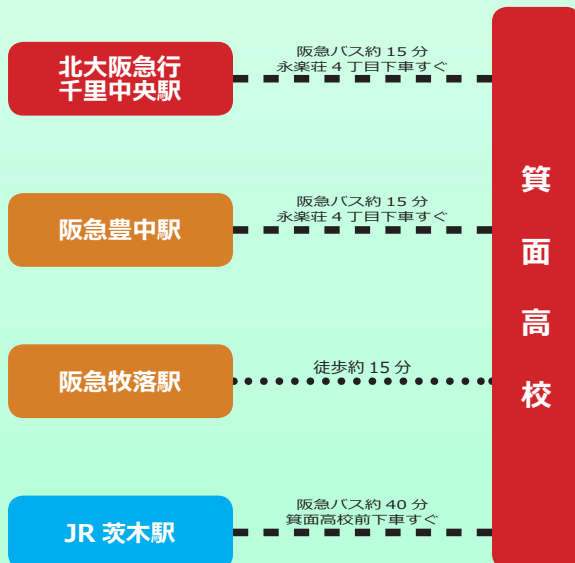 北大阪急行
千里中央駅
阪急バス約15分
永楽荘4丁目下車すぐ
阪急豊中駅
阪急バス約15分
永楽荘4丁目下車すぐ
阪急牧落駅
徒歩約15分
JR 茨木駅
阪急バス約40分
箕面高校前下車すぐ
箕面高校